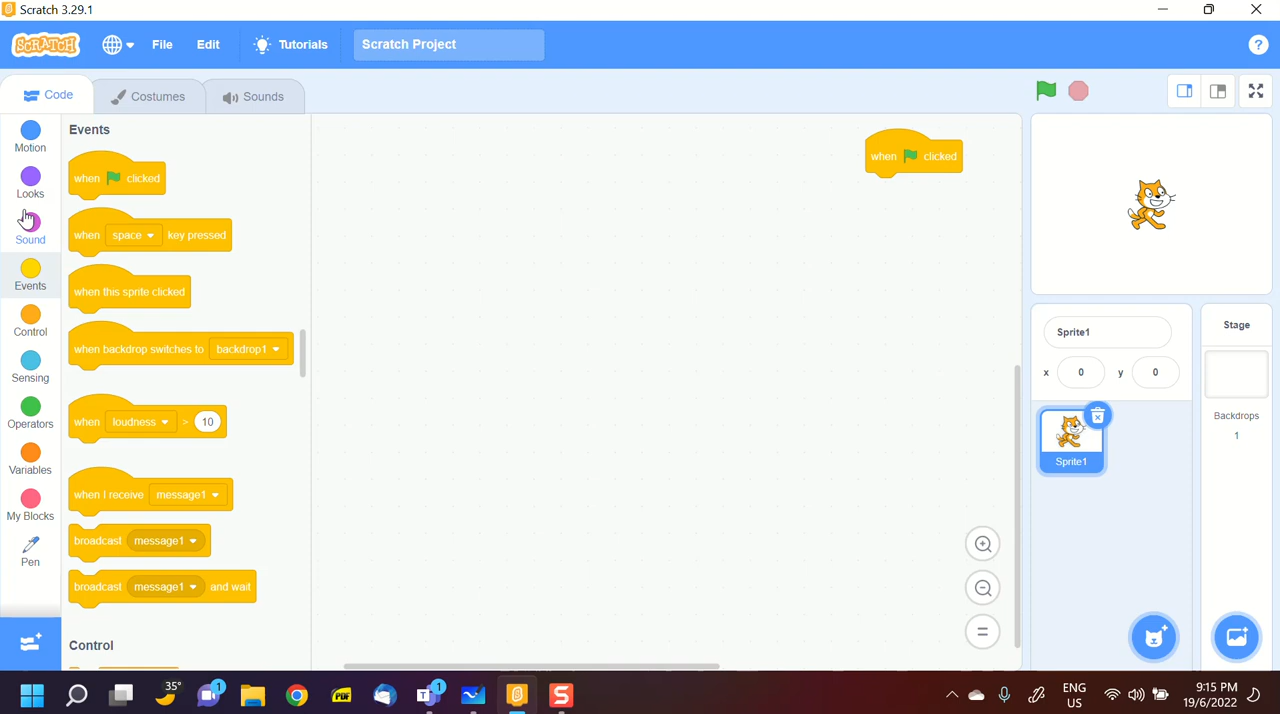 Scratch 3.29.1
SCRATCH File Edit Tutorials Scratch Project ?
Code Costumes Sounds
Motion
Looks
Sound
Events
Control
Sensing
Operators
Variables
My Blocks
Pen
Events
when clicked
when space key pressed
when this sprite clicked
when backdrop switches to backdrop1
when loudness > 10
when I receive message1
broadcast message1
broadcast message1 and wait
Control
when clicked
Sprite1
x 0 y 0
Sprite1
Stage
Backdrops
1
35° 1 PDF T 1 S
ENG
US
9:15 PM
19/6/2022